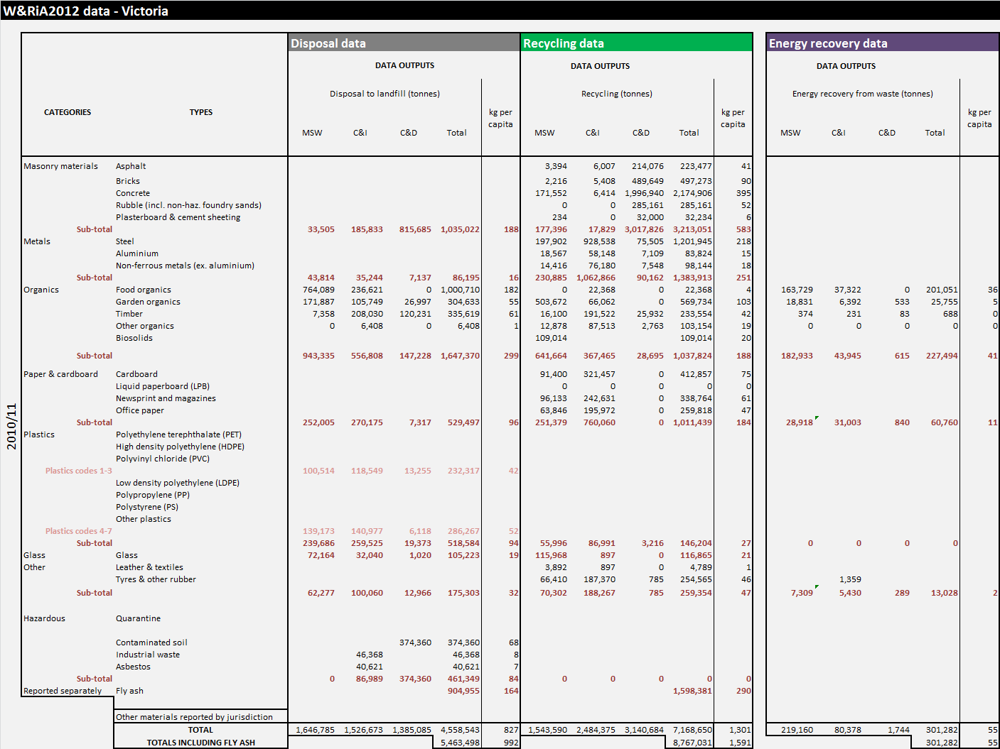 W&RiA2012 data - Victoria
Disposal data Recycling data Energy recovery data
DATA OUTPUTS DATA OUTPUTS DATA OUTPUTS
Disposal to landfill (tonnes) Recycling (tonnes) Energy recovery from waste (tonnes)
CATEGORIES TYPES kg per capita kg per capita kg per capita
MSW C&I C&D Total MSW C&I C&D Total MSW C&I C&D Total
2010/11
Masonry materials Asphalt 3,394 6,007 214,076 223,477 41
Bricks 2,216 5,408 489,649 497,273 90
Concrete 171,552 6,414 1,996,940 2,174,906 395
Rubble (incl. non-haz. foundry sands) 0 0 285,161 285,161 52
Plasterboard & cement sheeting 234 0 32,000 32,234 6
Sub-total 33,505 185,833 815,685 1,035,022 188 177,396 17,829 3,017,826 3,213,051 583
Metals Steel 197,902 928,538 75,505 1,201,945 218
Aluminium 18,567 58,148 7,109 83,824 15
Non-ferrous metals (ex. aluminium) 14,416 76,180 7,548 98,144 18
Sub-total 43,814 35,244 7,137 86,195 16 230,885 1,062,866 90,162 1,383,913 251
Organics Food organics 764,089 236,621 0 1,000,710 182 0 22,368 0 22,368 4 163,729 37,322 0 201,051 36
Garden organics 171,887 105,749 26,997 304,633 55 503,672 66,062 0 569,734 103 18,831 6,392 533 25,755 5
Timber 7,358 208,030 120,231 335,619 61 16,100 191,522 25,932 233,554 42 374 231 83 688 0
Other organics 0 6,408 0 6,408 1 12,878 87,513 2,763 103,154 19 0 0 0 0 0
Biosolids 109,014 109,014 20
Sub-total 943,335 556,808 147,228 1,647,370 299 641,664 367,465 28,695 1,037,824 188 182,933 43,945 615 227,494 41
Paper & cardboard Cardboard 91,400 321,457 0 412,857 75
Liquid paperboard (LPB) 0 0 0 0 0
Newsprint and magazines 96,133 242,631 0 338,764 61
Office paper 63,846 195,972 0 259,818 47
Sub-total 252,005 270,175 7,317 529,497 96 251,379 760,060 0 1,011,439 184 28,918 31,003 840 60,760 11
Plastics Polyethylene terephthalate (PET)
High density polyethylene (HDPE)
Polyvinyl chloride (PVC)
Plastics codes 1-3 100,514 118,549 13,255 232,317 42
Low density polyethylene (LDPE)
Polypropylene (PP)
Polystyrene (PS)
Other plastics
Plastics codes 4-7 139,173 140,977 6,118 286,267 52
Sub-total 239,686 259,525 19,373 518,584 94 55,996 86,991 3,216 146,204 27 0 0 0 0
Glass Glass 72,164 32,040 1,020 105,223 19 115,968 897 0 116,865 21
Other Leather & textiles 3,892 897 0 4,789 1
Tyres & other rubber 66,410 187,370 785 254,565 46 1,359
Sub-total 62,277 100,060 12,966 175,303 32 70,302 188,267 785 259,354 47 7,309 5,430 289 13,028 2
Hazardous Quarantine
Contaminated soil 374,360 374,360 68
Industrial waste 46,368 46,368 8
Asbestos 40,621 40,621 7
Sub-total 0 86,989 374,360 461,349 84 0 0 0 0 0
Reported separately Fly ash 904,955 164 1,598,381 290
Other materials reported by jurisdiction
TOTAL 1,646,785 1,526,673 1,385,085 4,558,543 827 1,543,590 2,484,375 3,140,684 7,168,650 1,301 219,160 80,378 1,744 301,282 55
TOTALS INCLUDING FLY ASH 5,463,498 992 8,767,031 1,591 301,282 55